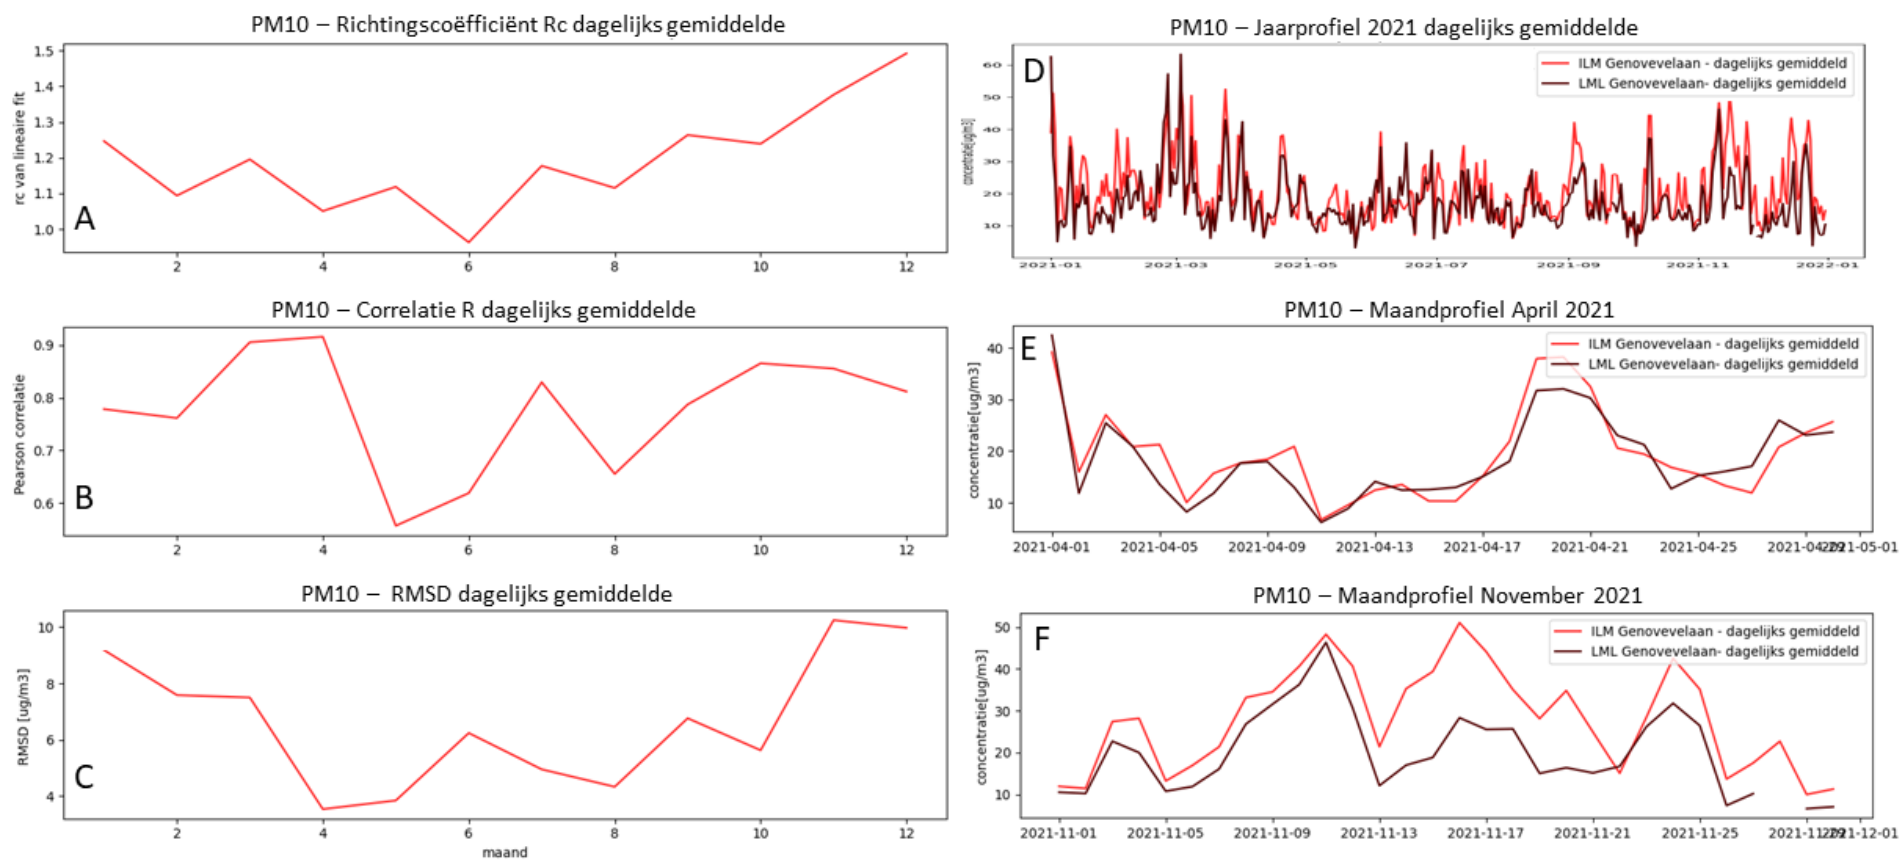 PM10 – Richtingscoëfficiënt Rc dagelijks gemiddelde
rc van lineaire fit
1.5
1.4
1.3
1.2
1.1
1.0
A
2
4
6
8
10
12
PM10 – Correlatie R dagelijks gemiddelde
Pearson correlatie
0.9
0.8
0.7
0.6
B
2
4
6
8
10
12
PM10 – RMSD dagelijks gemiddelde
RMSD [ug/m3]
10
8
6
4
C
2
4
6
8
10
12
maand
PM10 – Jaarprofiel 2021 dagelijks gemiddelde
D
ILM Genovevelaan - dagelijks gemiddeld
LML Genovevelaan- dagelijks gemiddeld
concentratie[ug/m3]
60
50
40
30
20
10
2021-01
2021-03
2021-05
2021-07
2021-09
2021-11
2022-01
PM10 – Maandprofiel April 2021
E
ILM Genovevelaan - dagelijks gemiddeld
LML Genovevelaan- dagelijks gemiddeld
concentratie[ug/m3]
40
30
20
10
2021-04-01
2021-04-05
2021-04-09
2021-04-13
2021-04-17
2021-04-21
2021-04-25
2021-04-29
2021-05-01
PM10 – Maandprofiel November 2021
F
ILM Genovevelaan - dagelijks gemiddeld
LML Genovevelaan- dagelijks gemiddeld
concentratie[ug/m3]
50
40
30
20
10
2021-11-01
2021-11-05
2021-11-09
2021-11-13
2021-11-17
2021-11-21
2021-11-25
2021-11-29
2021-12-01